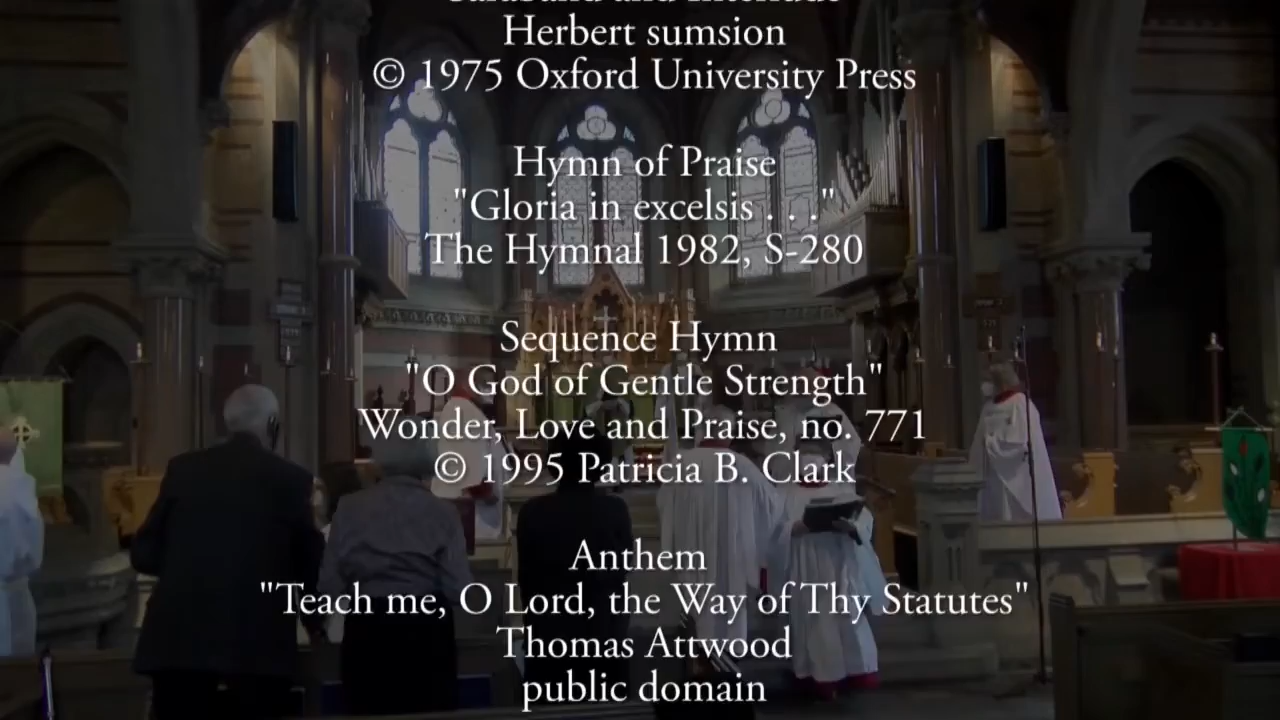 Herbert sumsion
© 1975 Oxford University Press
Hymn of Praise
"Gloria in excelsis . . ."
The Hymnal 1982, S-280
Sequence Hymn
"O God of Gentle Strength"
Wonder, Love and Praise, no. 771
© 1995 Patricia B. Clark
Anthem
"Teach me, O Lord, the Way of Thy Statutes"
Thomas Attwood
public domain